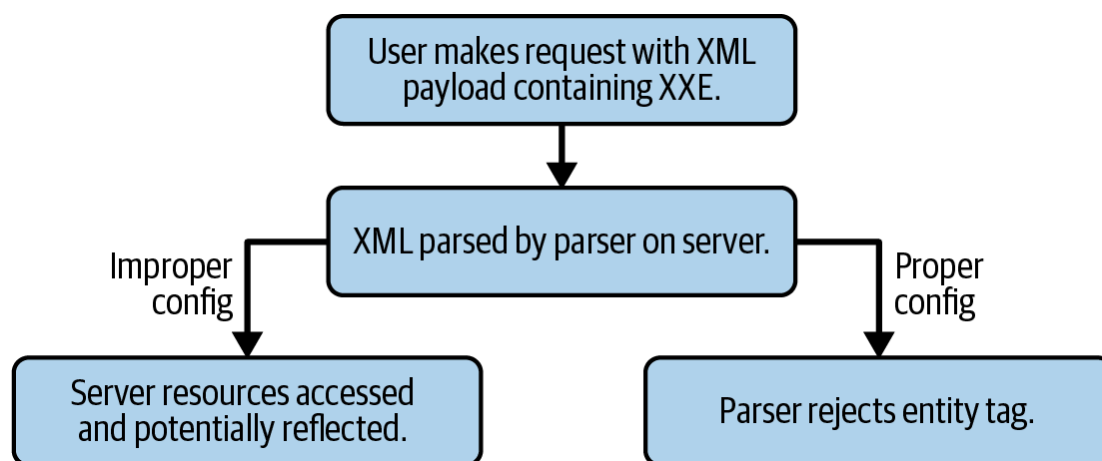 User makes request with XML
payload containing XXE.
XML parsed by parser on server.
Improper
config
Proper
config
Server resources accessed
and potentially reflected.
Parser rejects entity tag.